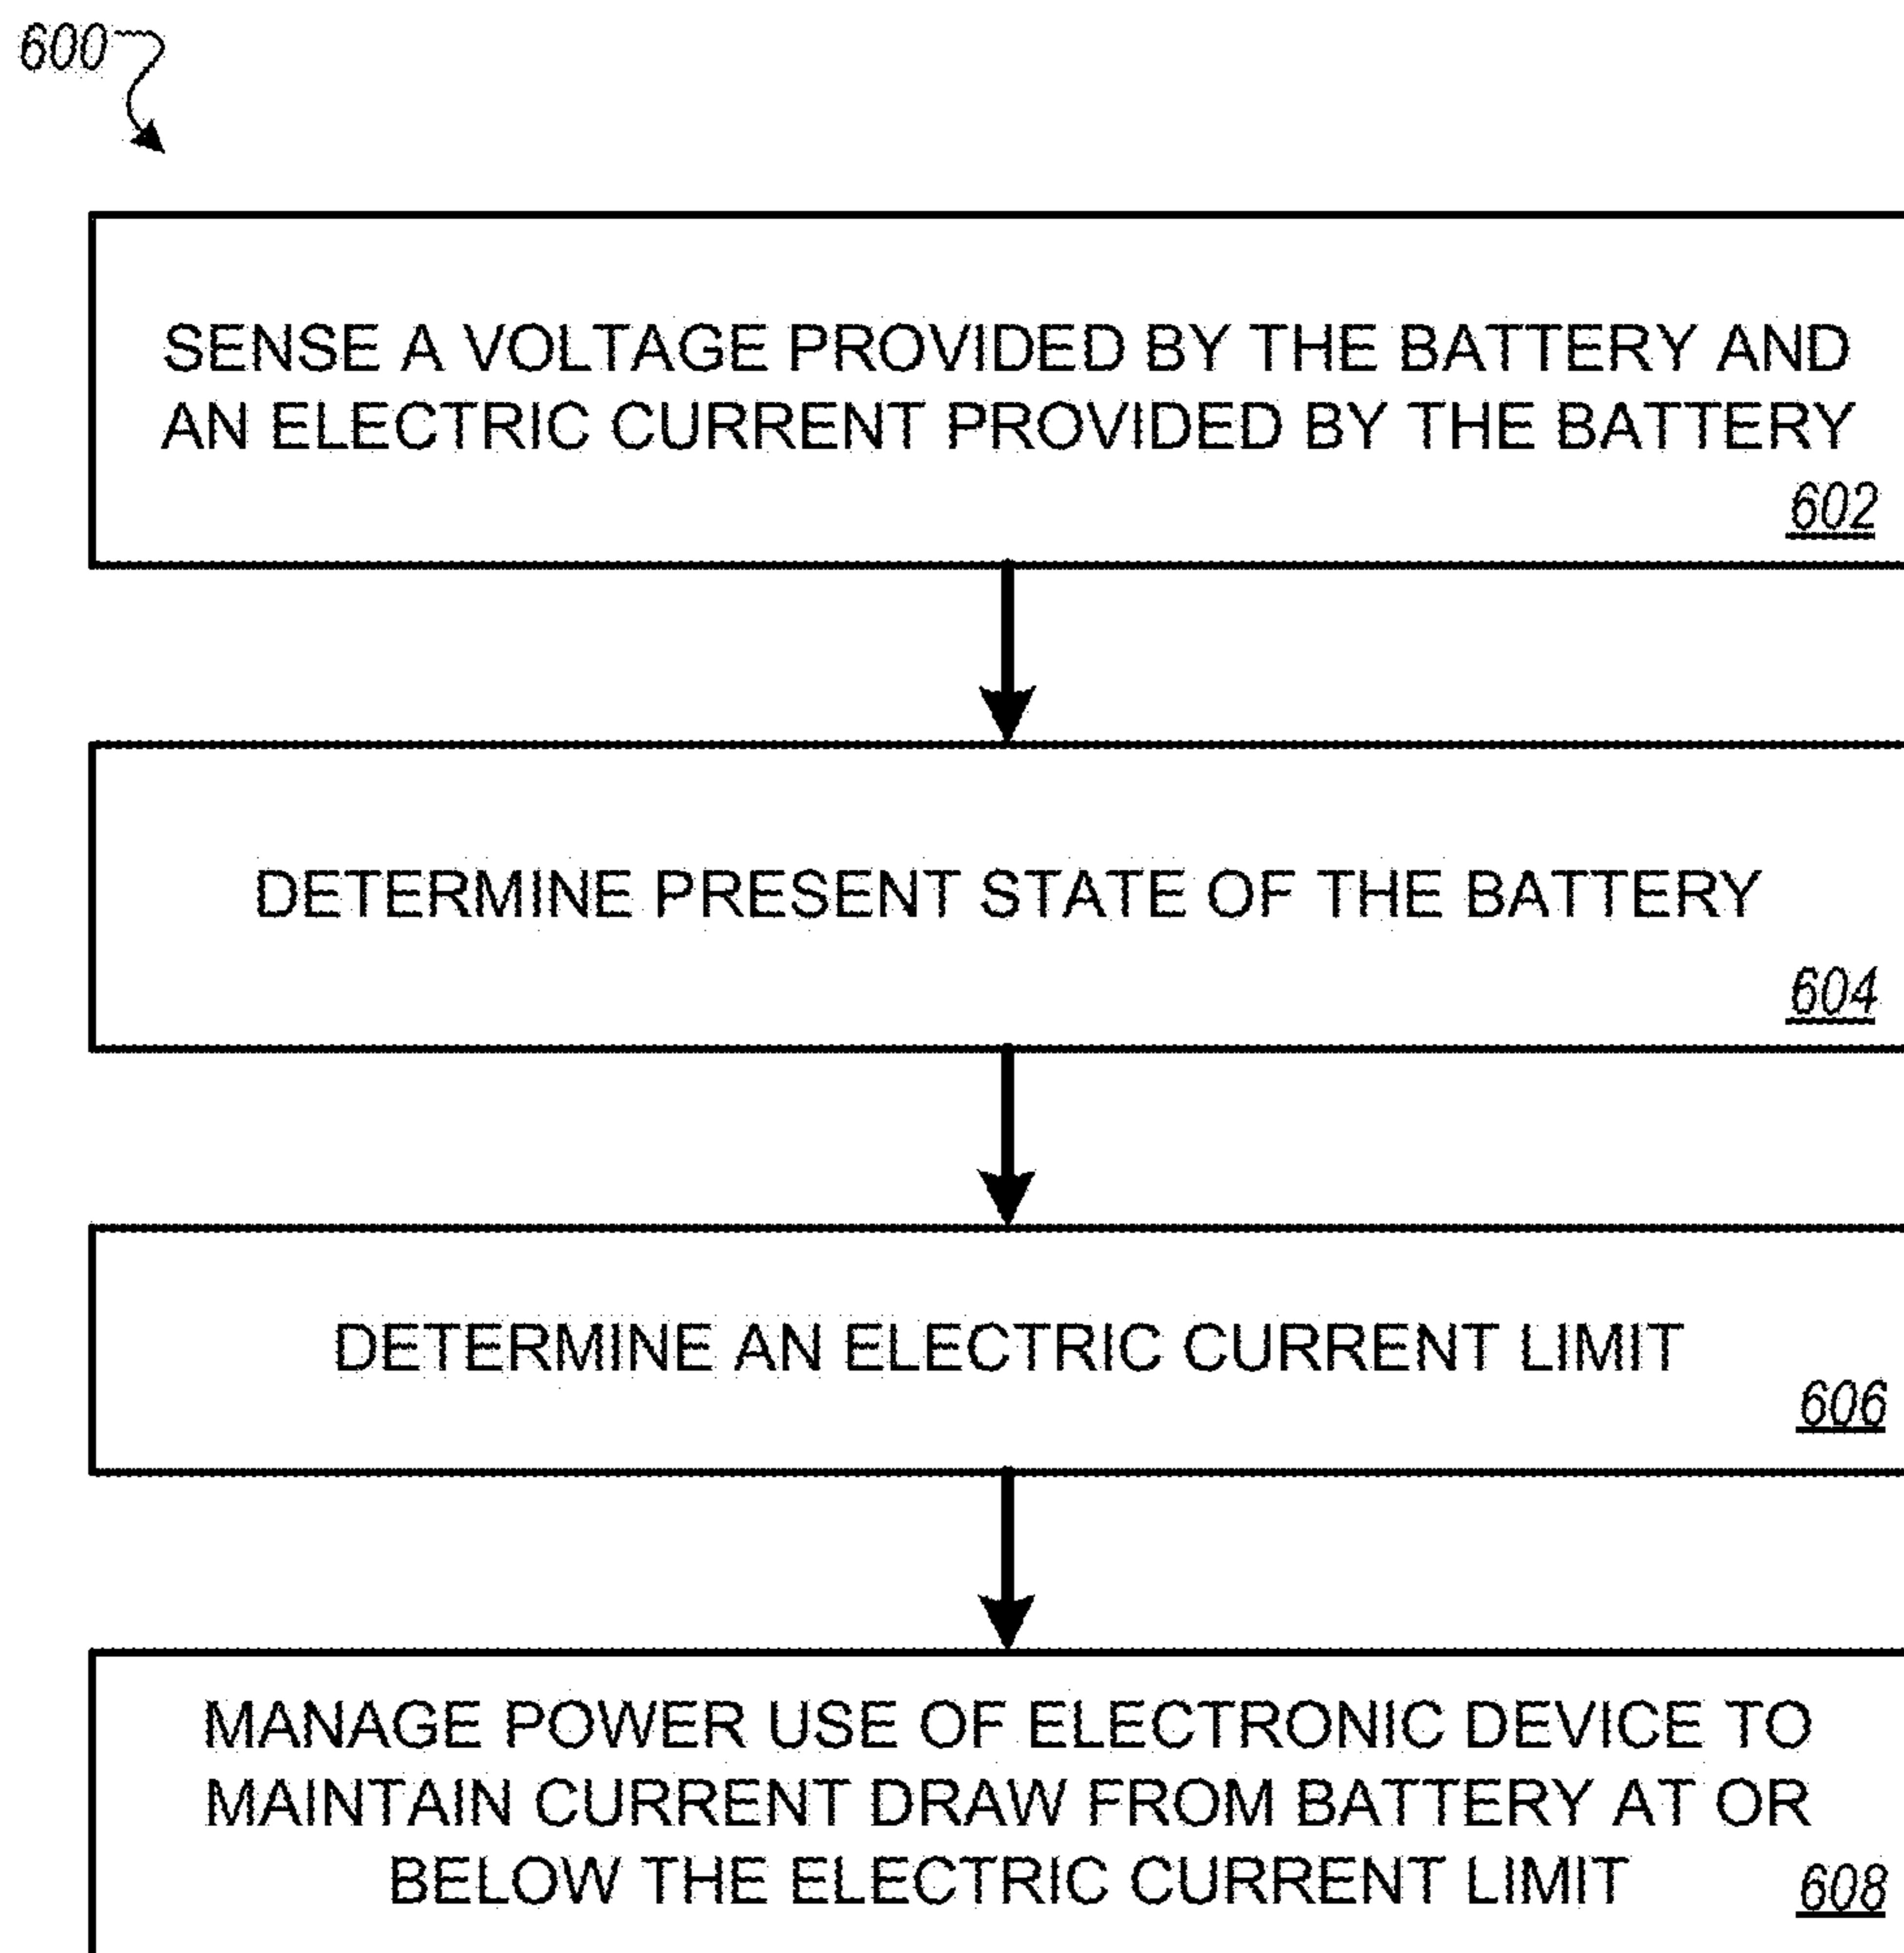 600
SENSE A VOLTAGE PROVIDED BY THE BATTERY AND
AN ELECTRIC CURRENT PROVIDED BY THE BATTERY
602
DETERMINE PRESENT STATE OF THE BATTERY
604
DETERMINE AN ELECTRIC CURRENT LIMIT
606
MANAGE POWER USE OF ELECTRONIC DEVICE TO
MAINTAIN CURRENT DRAW FROM BATTERY AT OR
BELOW THE ELECTRIC CURRENT LIMIT
608